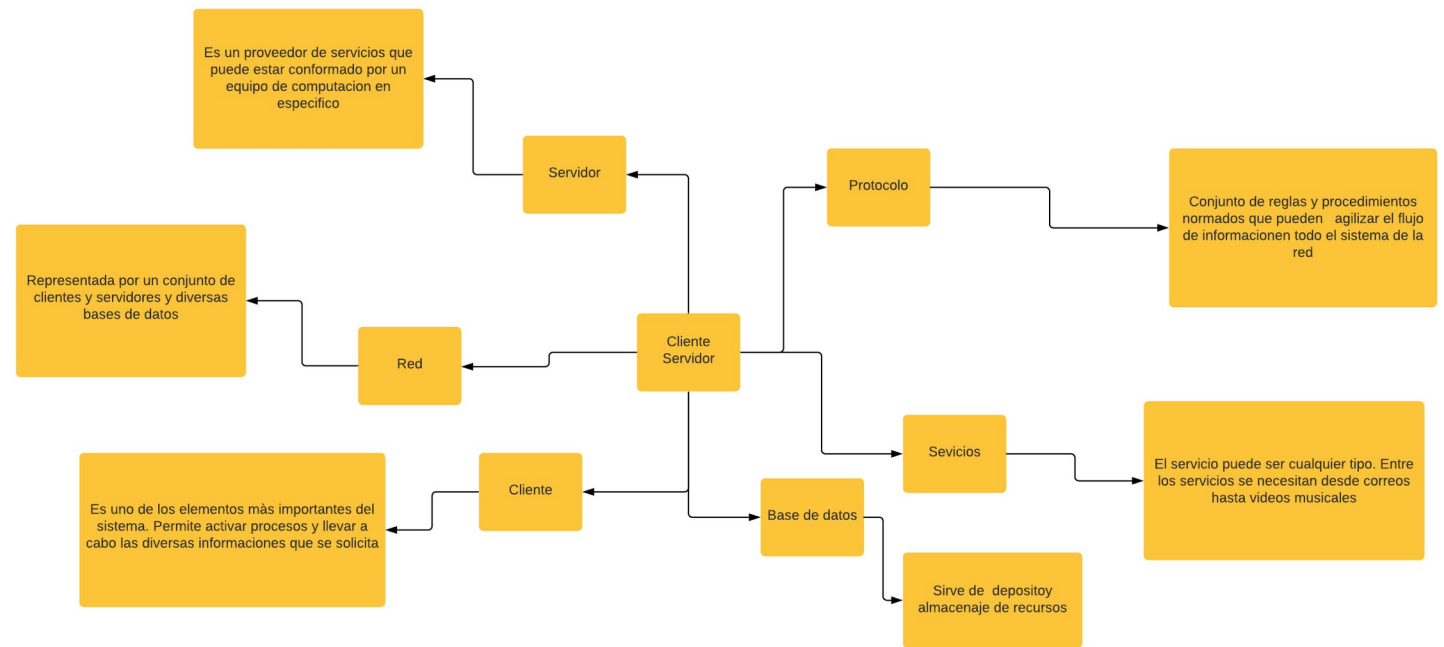 Es un proveedor de servicios que
puede estar conformado por un
equipo de computacion en
especifico
Servidor
Protocolo
Conjunto de reglas y procedimientos
normados que pueden   agilizar el flujo
de informacionen todo el sistema de la
red
Representada por un conjunto de
clientes y servidores y diversas
bases de datos
Red
Cliente
Servidor
Sevicios
El servicio puede ser cualquier tipo. Entre
los servicios se necesitan desde correos
hasta videos musicales
Cliente
Es uno de los elementos màs importantes del
sistema. Permite activar procesos y llevar a
cabo las diversas informaciones que se solicita
Base de datos
Sirve de  depositoy
almacenaje de recursos